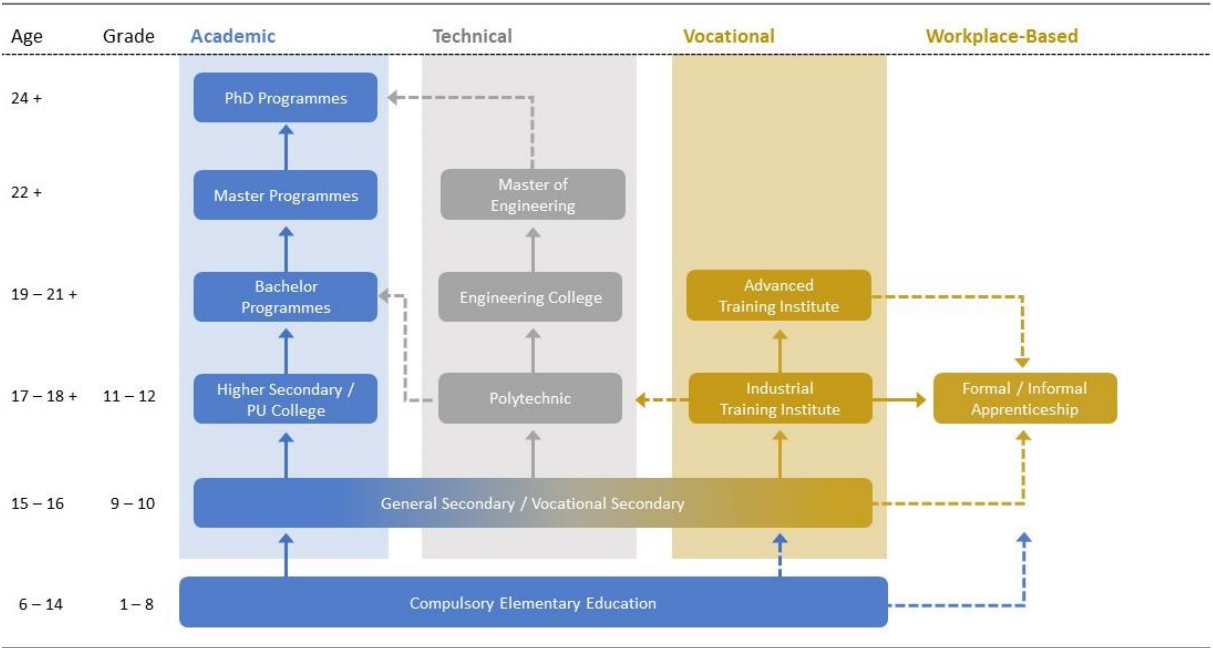 Age Grade Academic Technical Vocational Workplace-Based
24 + PhD Programmes
22 + Master Programmes Master of
Engineering
19 – 21 + Bachelor
Programmes Engineering College Advanced
Training Institute
17 – 18 + 11 – 12 Higher Secondary /
PU College Polytechnic Industrial
Training Institute Formal / Informal
Apprenticeship
15 – 16 9 – 10 General Secondary / Vocational Secondary
6 – 14 1 – 8 Compulsory Elementary Education